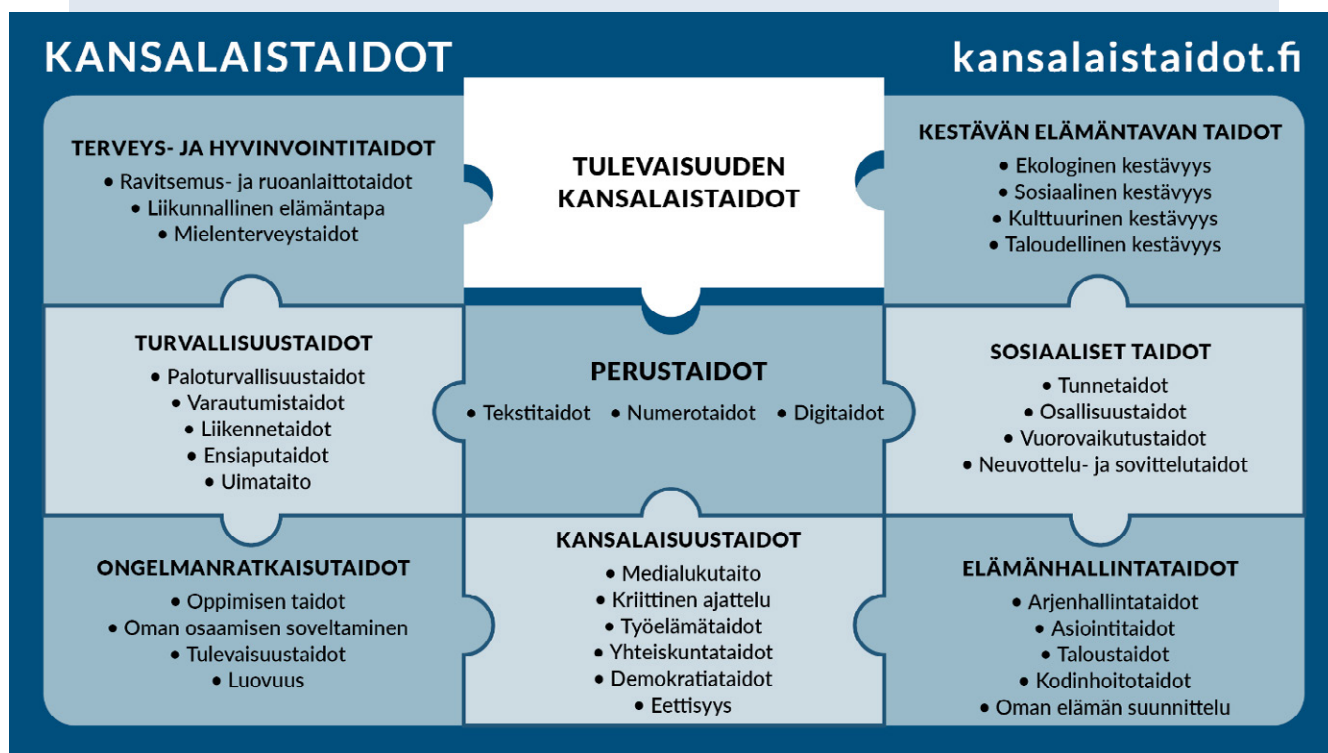 KANSALAISTAIDOT
kansalaistaidot.fi
TERVEYS- JA HYVINVOINTITAIDOT
• Ravitsemus- ja ruoanlaittotaidot
• Liikunnallinen elämäntapa
• Mielenterveystaidot
TULEVAISUUDEN
KANSALAISTAIDOT
KESTÄVÄN ELÄMÄNTAVAN TAIDOT
• Ekologinen kestävyys
• Sosiaalinen kestävyys
• Kulttuurinen kestävyys
• Taloudellinen kestävyys
TURVALLISUUSTAIDOT
• Paloturvallisuustaidot
• Varautumistaidot
• Liikennetaidot
• Ensiaputaidot
• Uimataito
PERUSTAIDOT
• Tekstitaidot • Numerotaidot • Digitaidot
SOSIAALISET TAIDOT
• Tunnetaidot
• Osallisuustaidot
• Vuorovaikutustaidot
• Neuvottelu- ja sovittelutaidot
ONGELMANRATKAISUTAIDOT
• Oppimisen taidot
• Oman osaamisen soveltaminen
• Tulevaisuustaidot
• Luovuus
KANSALAISUUSTAIDOT
• Medialukutaito
• Kriittinen ajattelu
• Työelämätaidot
• Yhteiskuntataidot
• Demokratiataidot
• Eettisyys
ELÄMÄNHALLINTATAIDOT
• Arjenhallintataidot
• Asiointitaidot
• Taloustaidot
• Kodinhoitotaidot
• Oman elämän suunnittelu